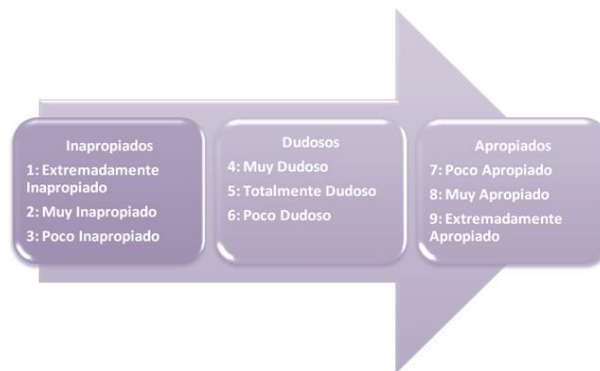 Inapropiados
1: Extremadamente
Inapropiado
2: Muy Inapropiado
3: Poco Inapropiado
Dudosos
4: Muy Dudoso
5: Totalmente Dudoso
6: Poco Dudoso
Apropiados
7: Poco Apropiado
8: Muy Apropiado
9: Extremadamente
Apropiado